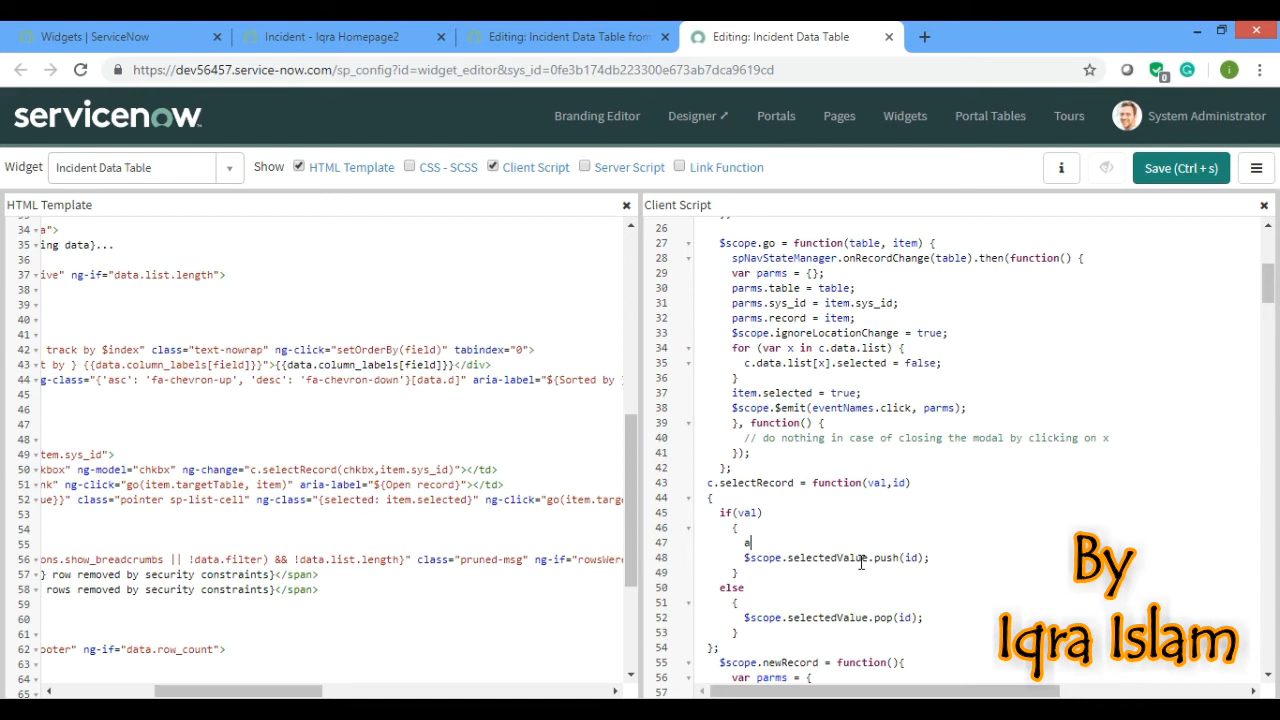 Widgets | ServiceNow
Incident - Iqra Homepage2
Editing: Incident Data Table from
Editing: Incident Data Table
https://dev56457.service-now.com/sp_config?id=widget_editor&sys_id=0fe3b174db223300e673ab7dca9619cd
0
i
servicenow
Branding Editor
Designer
Portals
Pages
Widgets
Portal Tables
Tours
System Administrator
Widget
Incident Data Table
Show
HTML Template
CSS - SCSS
Client Script
Server Script
Link Function
i
Save (Ctrl + s)
HTML Template
34 a">
35 ing data}...
36
37 ive" ng-if="data.list.length">
38
39
40
41
42 track by $index" class="text-nowrap" ng-click="setOrderBy(field)" tabindex="0">
43 t by } {{data.column_labels[field]}}">{{data.column_labels[field]}}</div>
44 g-class="{'asc': 'fa-chevron-up', 'desc': 'fa-chevron-down'}[data.d]" aria-label="${Sorted by }
45
46
47
48
49 tem.sys_id">
50 kbox" ng-model="chkbx" ng-change="c.selectRecord(chkbx,item.sys_id)"></td>
51 nk" ng-click="go(item.targetTable, item)" aria-label="${Open record}"></td>
52 ue}}" class="pointer sp-list-cell" ng-class="{selected: item.selected}" ng-click="go(item.targe
53
54
55
56 ons.show_breadcrumbs || !data.filter) && !data.list.length}" class="pruned-msg" ng-if="rowsWere
57 } row removed by security constraints}</span>
58 rows removed by security constraints}</span>
59
60
61
62 ooter" ng-if="data.row_count">
63
64
65
Client Script
26
27 $scope.go = function(table, item) {
28 spNavStateManager.onRecordChange(table).then(function() {
29 var parms = {};
30 parms.table = table;
31 parms.sys_id = item.sys_id;
32 parms.record = item;
33 $scope.ignoreLocationChange = true;
34 for (var x in c.data.list) {
35 c.data.list[x].selected = false;
36 }
37 item.selected = true;
38 $scope.$emit(eventNames.click, parms);
39 }, function() {
40 // do nothing in case of closing the modal by clicking on x
41 });
42 };
43 c.selectRecord = function(val,id)
44 {
45 if(val)
46 {
47 a
48 $scope.selectedValue.push(id);
49 }
50 else
51 {
52 $scope.selectedValue.pop(id);
53 }
54 };
55 $scope.newRecord = function(){
56 var parms = {
57
By
Iqra Islam